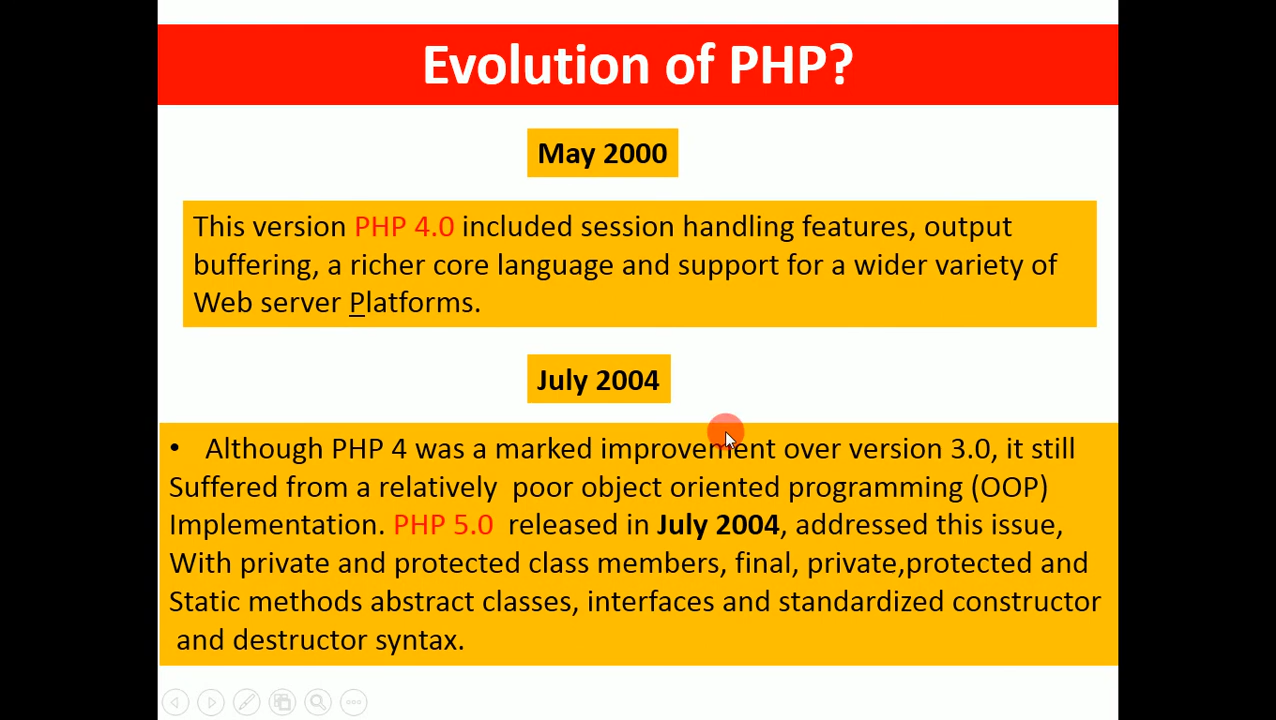 Evolution of PHP?
May 2000
This version PHP 4.0 included session handling features, output
buffering, a richer core language and support for a wider variety of
Web server Platforms.
July 2004
• Although PHP 4 was a marked improvement over version 3.0, it still
Suffered from a relatively poor object oriented programming (OOP)
Implementation. PHP 5.0 released in July 2004, addressed this issue,
With private and protected class members, final, private,protected and
Static methods abstract classes, interfaces and standardized constructor
and destructor syntax.